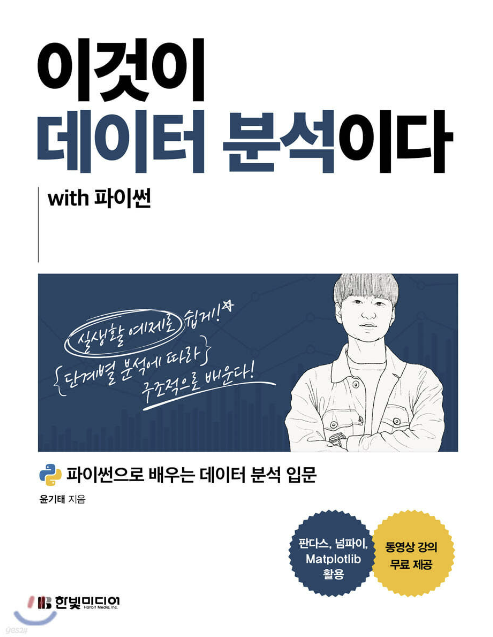 이것이
데이터 분석이다
with 파이썬
실생활 예제로 쉽게!
{단계별 분석에 따라}
구조적으로 배운다!
파이썬으로 배우는 데이터 분석 입문
윤기태 지음
판다스, 넘파이,
Matplotlib
활용
동영상 강의
무료 제공
한빛미디어
Hanbit Media, Inc.